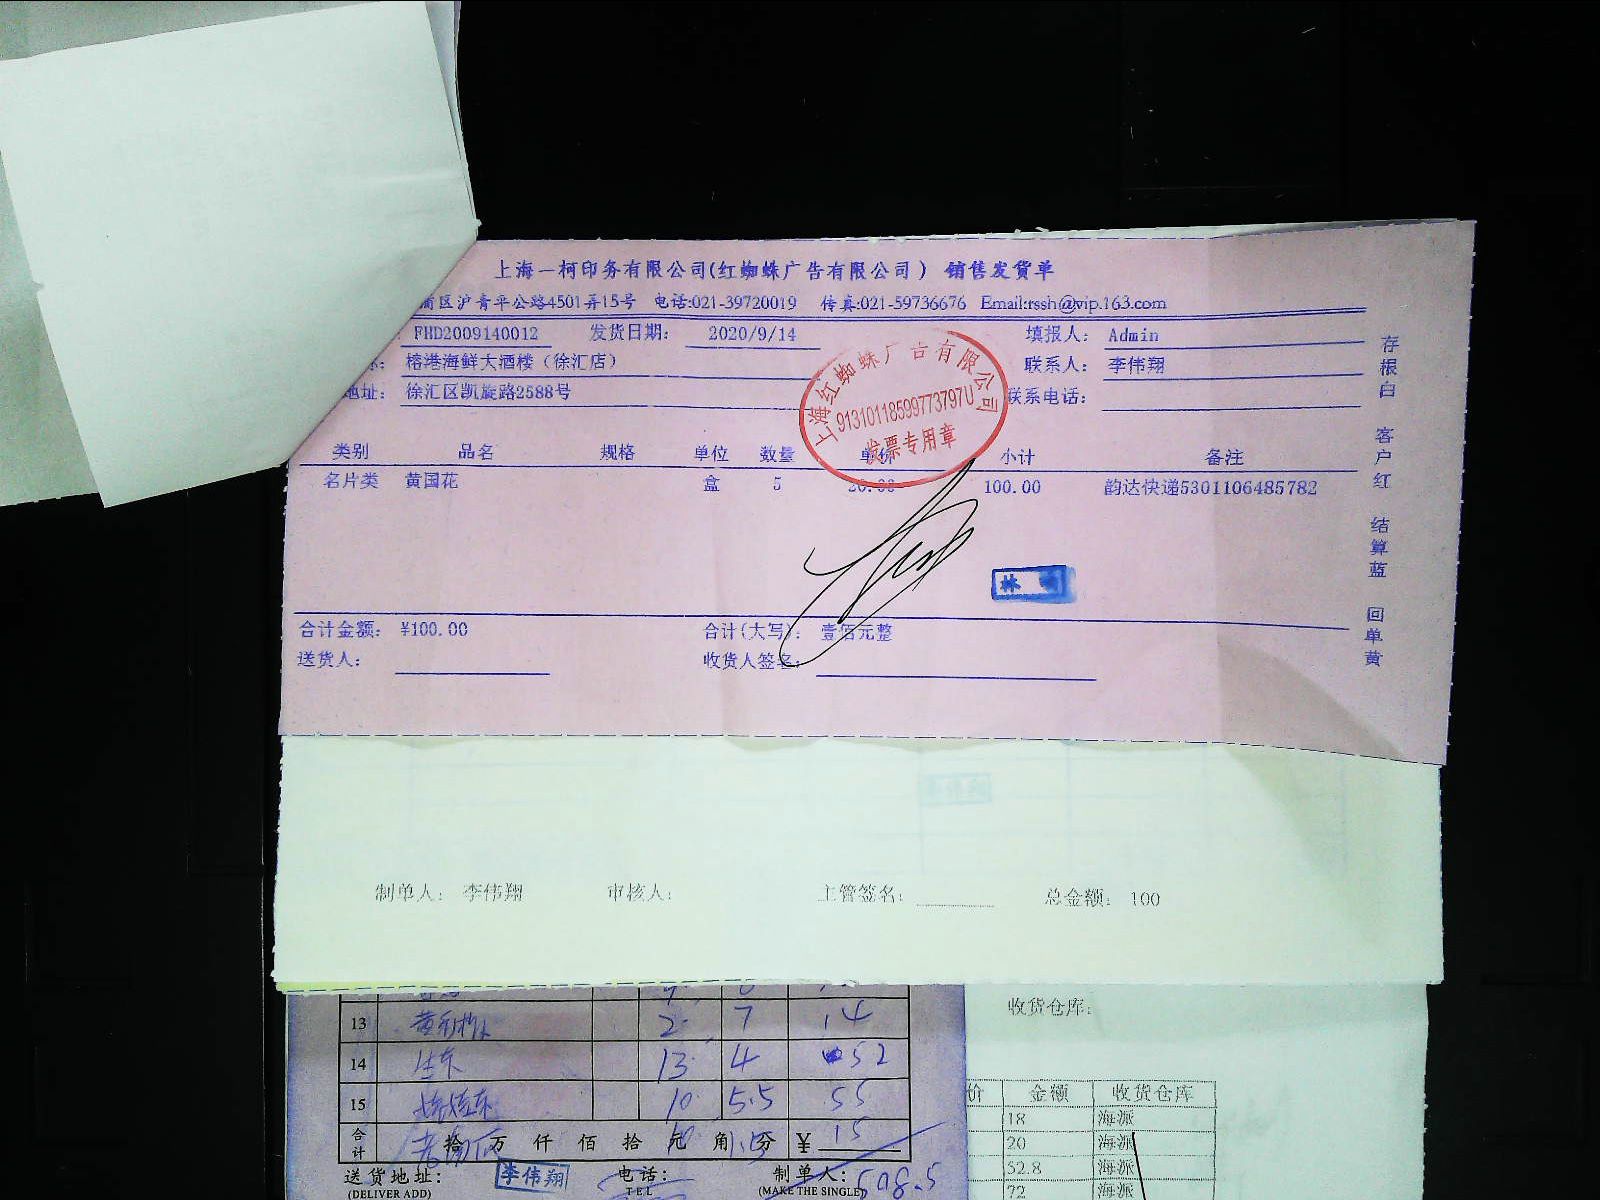 上海一柯印务有限公司(红蜘蛛广告有限公司) 销售发货单
浦区沪青平公路4501弄15号 电话:021-39720019 传真:021-59736676 Email:rssh@vip.163.com
FHD2009140012 发货日期: 2020/9/14 填报人: Admin
榕港海鲜大酒楼（徐汇店） 联系人: 李伟翔
地址: 徐汇区凯旋路2588号 联系电话:
上海红蜘蛛广告有限公司
91310118599773797U
发票专用章
类别 品名 规格 单位 数量 单价 小计 备注
名片类 黄国花 盒 5 20.00 100.00 韵达快递5301106485782
林
合计金额: ¥100.00 合计(大写): 壹佰元整
送货人: 收货人签名:
存根白 客户红 结算蓝 回单黄
制单人: 李伟翔 审核人: 主管签名: 总金额: 100
13 2 7 14
14 13 4 52
15 10 5.5 55
合计 拾 万 仟 佰 拾 元 角 分 ¥ 15
送货地址: 李伟翔 电话: 制单人: 508.5
(DELIVER ADD) TEL (MAKE THE SINGLE)
收货仓库:
价 金额 收货仓库
18 海派
20 海派
52.8 海派
72 海派